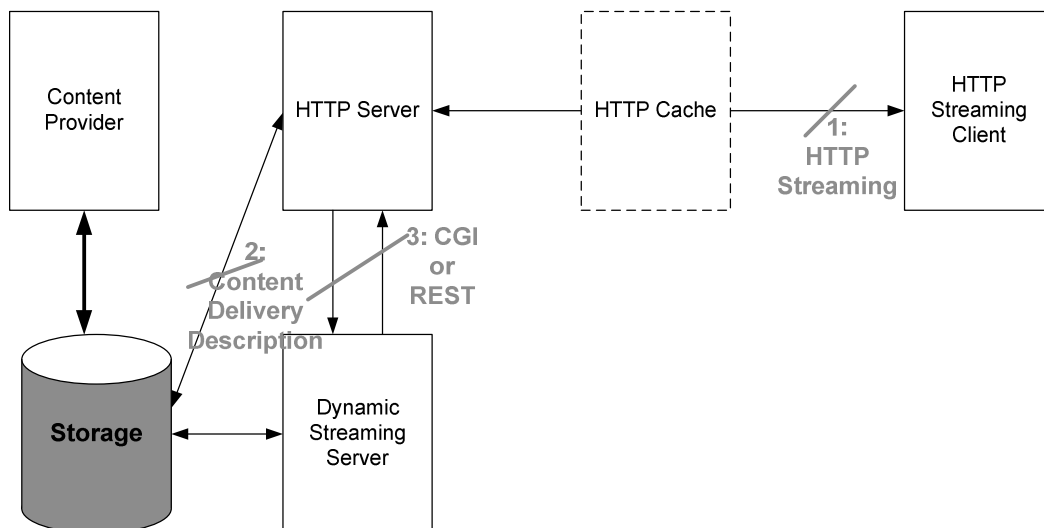 Content
Provider
HTTP Server
HTTP Cache
HTTP
Streaming
Client
1:
HTTP
Streaming
2:
Content
Delivery
Description
3: CGI
or
REST
Storage
Dynamic
Streaming
Server